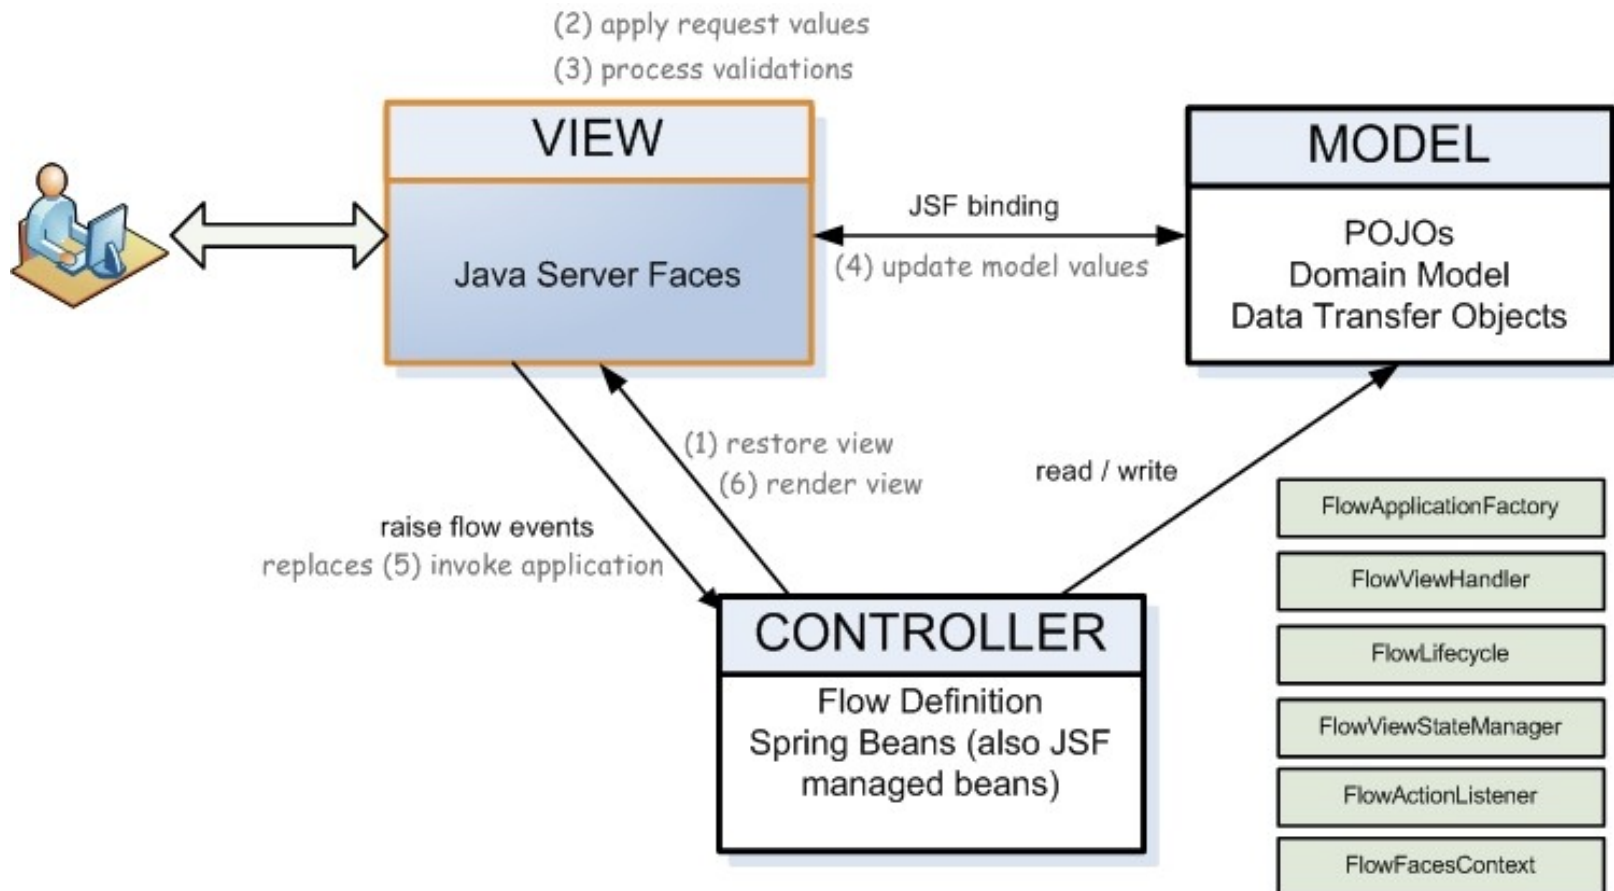 (2) apply request values
(3) process validations
VIEW
Java Server Faces
JSF binding
(4) update model values
MODEL
POJOs
Domain Model
Data Transfer Objects
(1) restore view
(6) render view
read / write
raise flow events
replaces (5) invoke application
CONTROLLER
Flow Definition
Spring Beans (also JSF
managed beans)
FlowApplicationFactory
FlowViewHandler
FlowLifecycle
FlowViewStateManager
FlowActionListener
FlowFacesContext